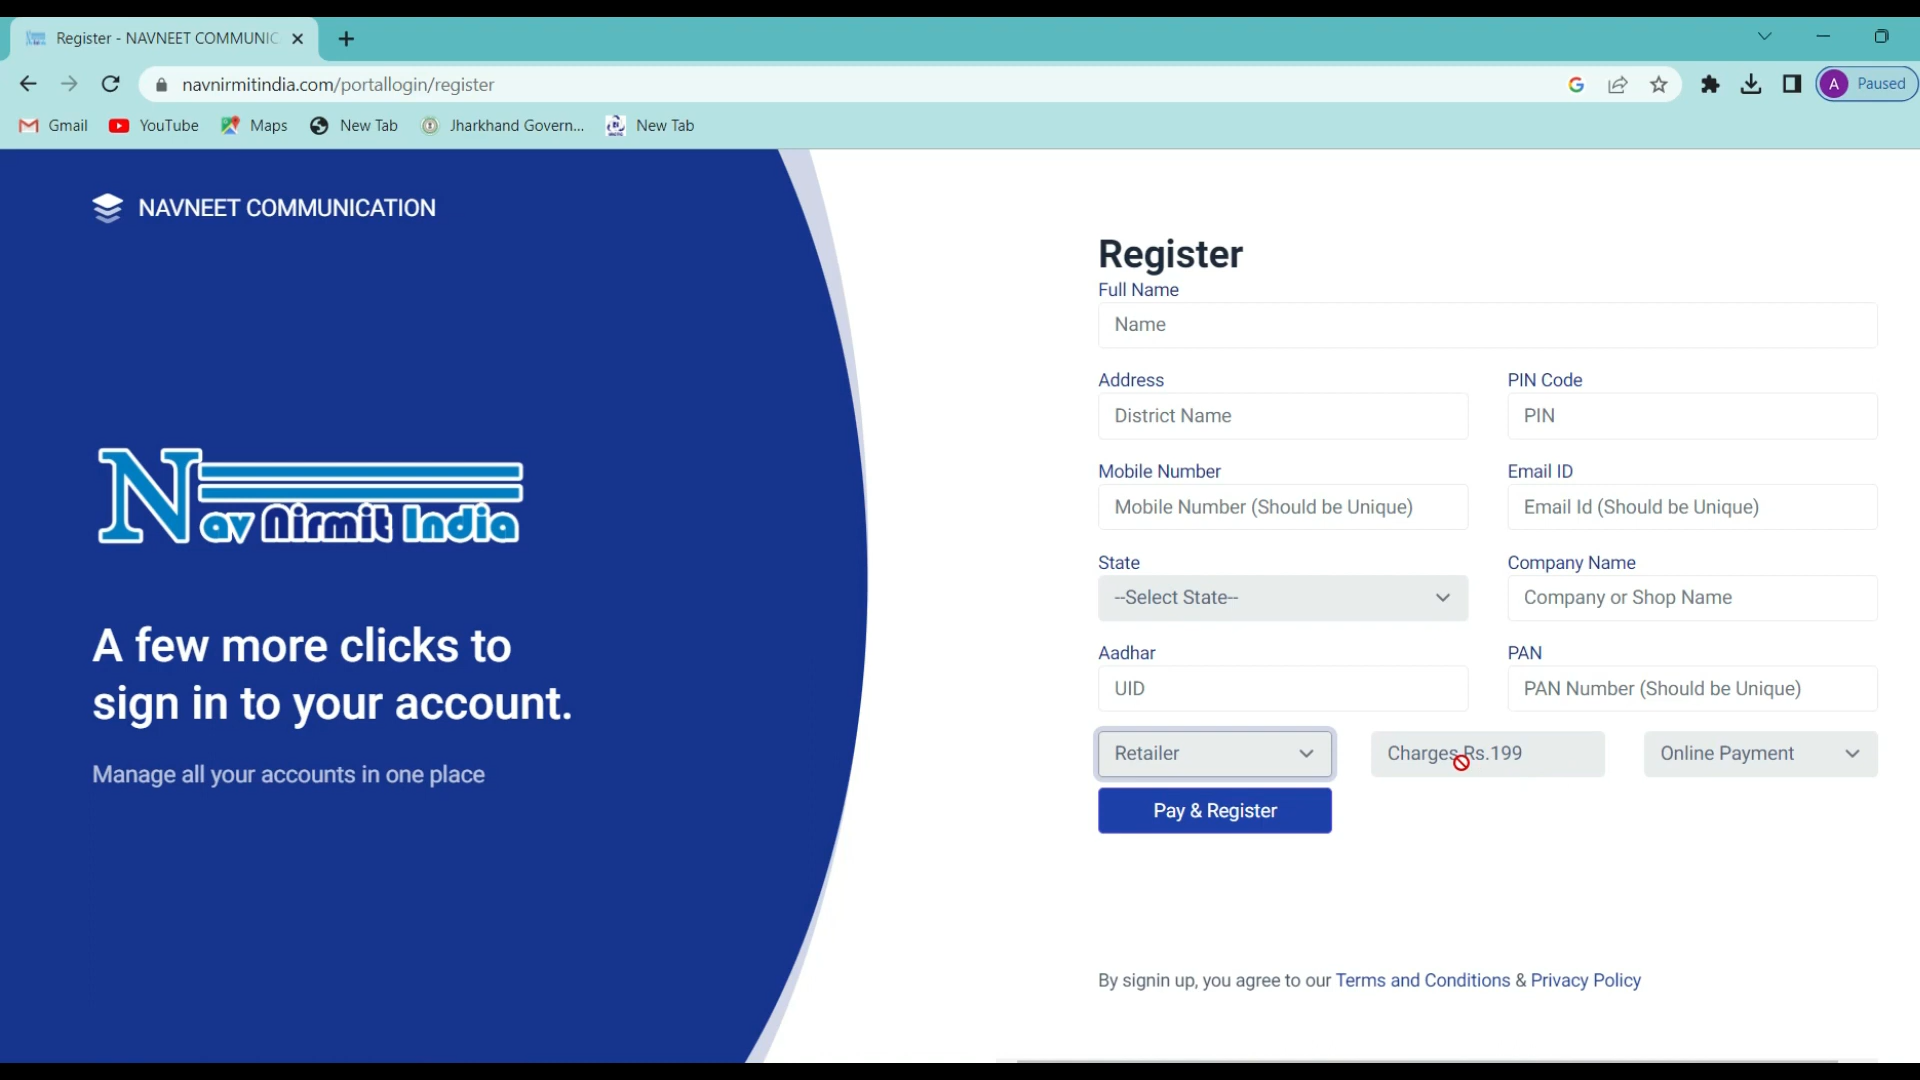 Register - NAVNEET COMMUNIC
navnirmitindia.com/portallogin/register
A Paused
Gmail YouTube Maps New Tab Jharkhand Govern... New Tab
NAVNEET COMMUNICATION
Nav Nirmit India
A few more clicks to
sign in to your account.
Manage all your accounts in one place
Register
Full Name
Name
Address PIN Code
District Name PIN
Mobile Number Email ID
Mobile Number (Should be Unique) Email Id (Should be Unique)
State Company Name
--Select State-- Company or Shop Name
Aadhar PAN
UID PAN Number (Should be Unique)
Retailer Charges Rs.199 Online Payment
Pay & Register
By signin up, you agree to our Terms and Conditions & Privacy Policy